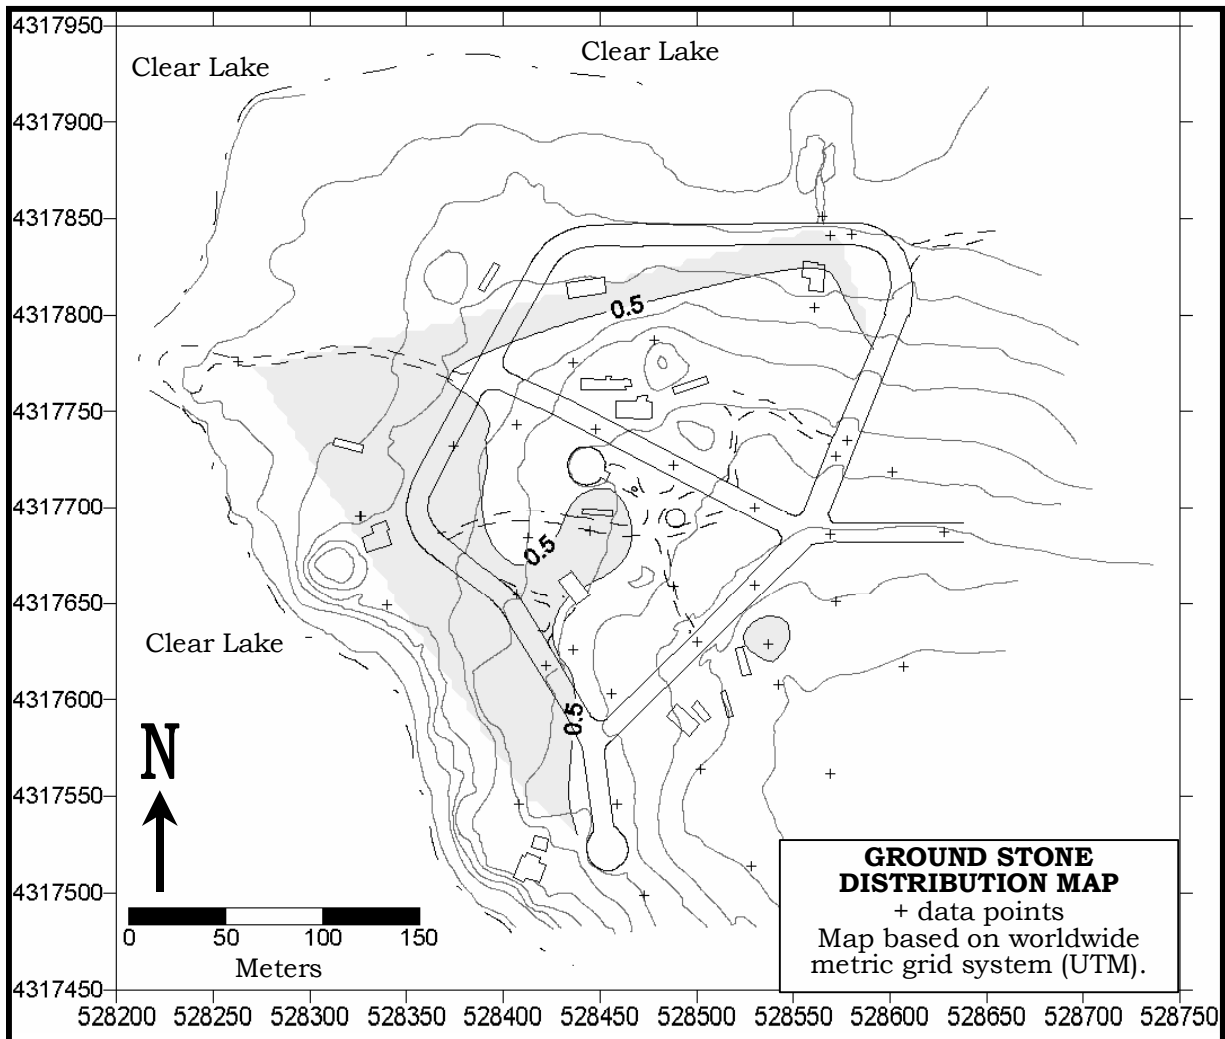 4317950
Clear Lake
Clear Lake
4317900
4317850
4317800
0.5
4317750
4317700
0.5
4317650
Clear Lake
4317600
0.5
N
4317550
GROUND STONE
DISTRIBUTION MAP
+ data points
Map based on worldwide
metric grid system (UTM).
4317500
0 50 100 150
Meters
4317450
528200 528250 528300 528350 528400 528450 528500 528550 528600 528650 528700 528750